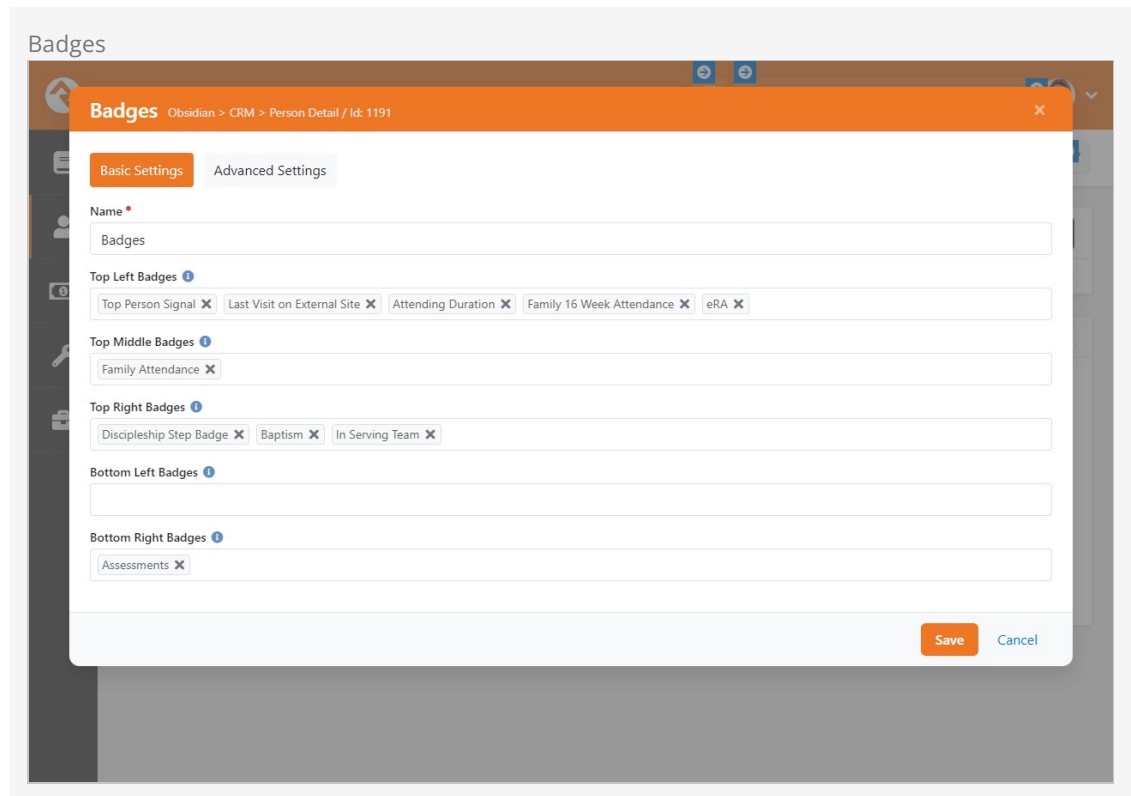 Badges
Badges Obsidian > CRM > Person Detail / Id: 1191
Basic Settings Advanced Settings
Name
Badges
Top Left Badges
Top Person Signal Last Visit on External Site Attending Duration Family 16 Week Attendance eRA
Top Middle Badges
Family Attendance
Top Right Badges
Discipleship Step Badge Baptism In Serving Team
Bottom Left Badges
Bottom Right Badges
Assessments
Save Cancel